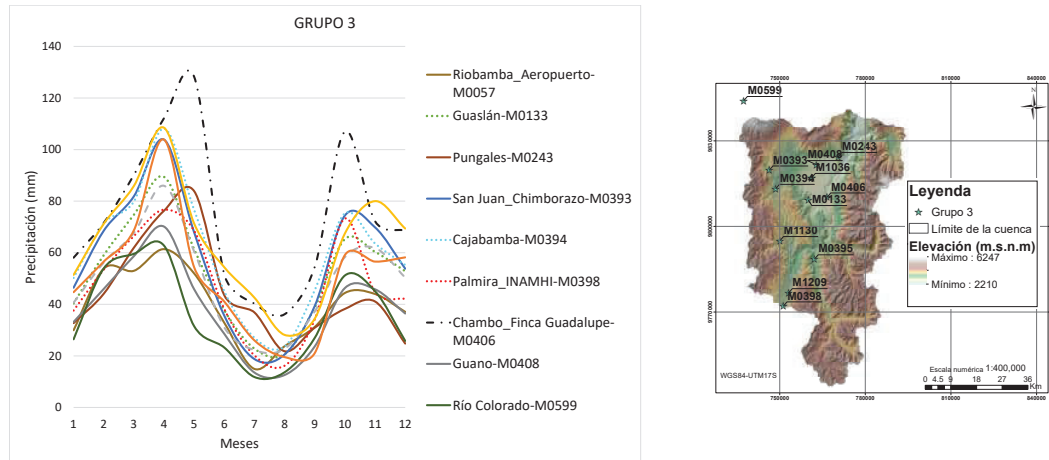 GRUPO 3
Precipitación (mm)
140
120
100
80
60
40
20
0
1 2 3 4 5 6 7 8 9 10 11 12
Meses
Riobamba_Aeropuerto-
M0057
Guaslán-M0133
Pungales-M0243
San Juan_Chimborazo-M0393
Cajabamba-M0394
Palmira_INAMHI-M0398
Chambo_Finca Guadalupe-
M0406
Guano-M0408
Río Colorado-M0599
750000 780000 810000 840000
M0599
N
M0243
M0408
M0393
M1036
M0394
M0406
M0133
M1130
M0395
M1209
M0398
Leyenda
Grupo 3
Límite de la cuenca
Elevación (m.s.n.m)
Máximo : 6247
Mínimo : 2210
WGS84-UTM17S
Escala numérica 1:400,000
0 4.5 9 18 27 36
Km
750000 780000 810000 840000